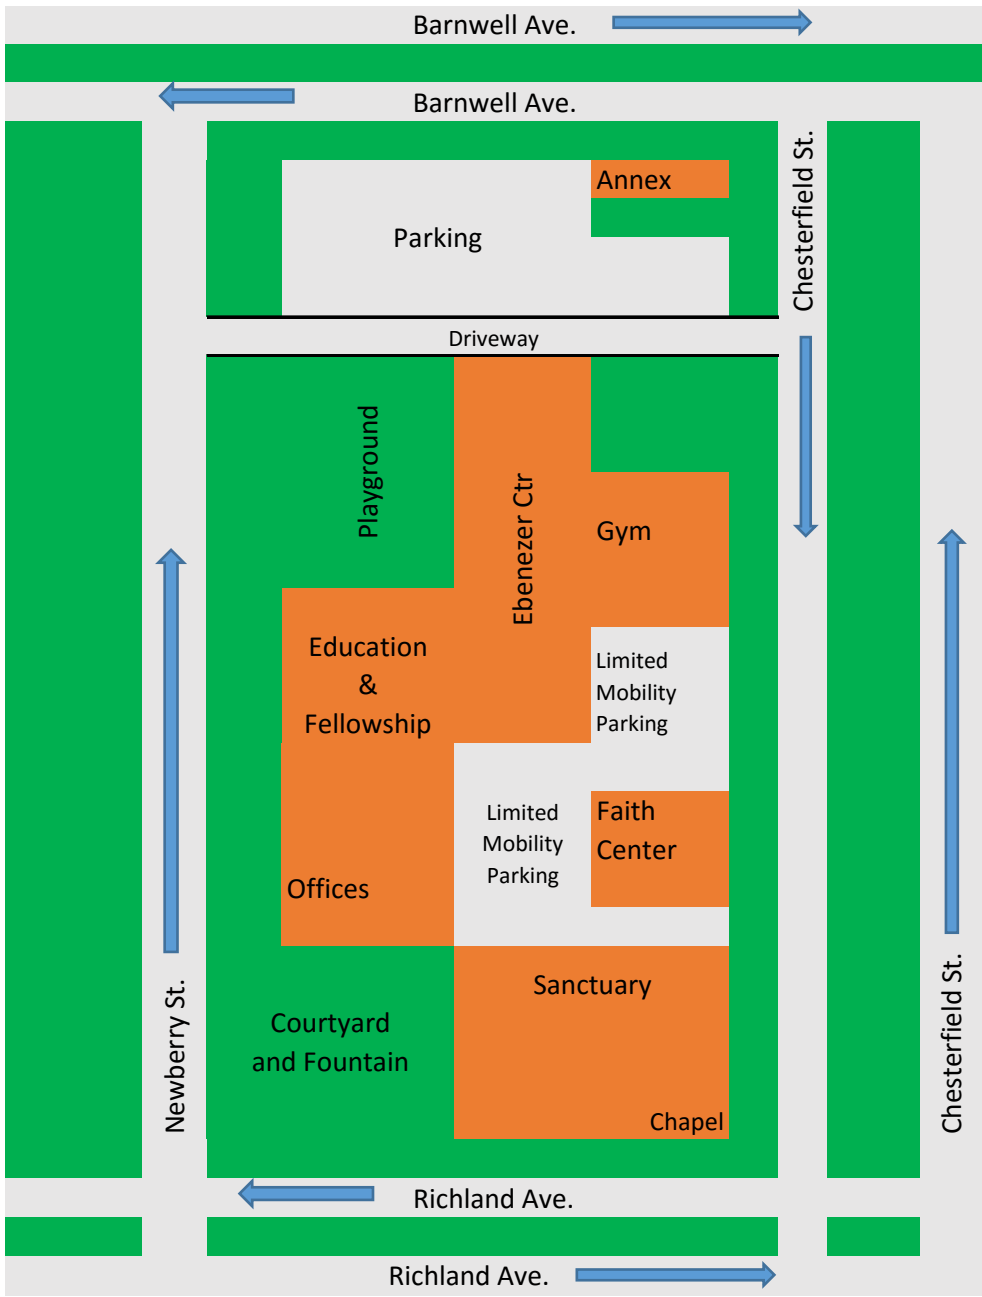 Barnwell Ave.
Barnwell Ave.
Chesterfield St.
Annex
Parking
Driveway
Playground
Ebenezer Ctr
Gym
Education
&
Fellowship
Limited
Mobility
Parking
Limited
Mobility
Parking
Faith
Center
Offices
Sanctuary
Courtyard
and Fountain
Chapel
Newberry St.
Chesterfield St.
Richland Ave.
Richland Ave.